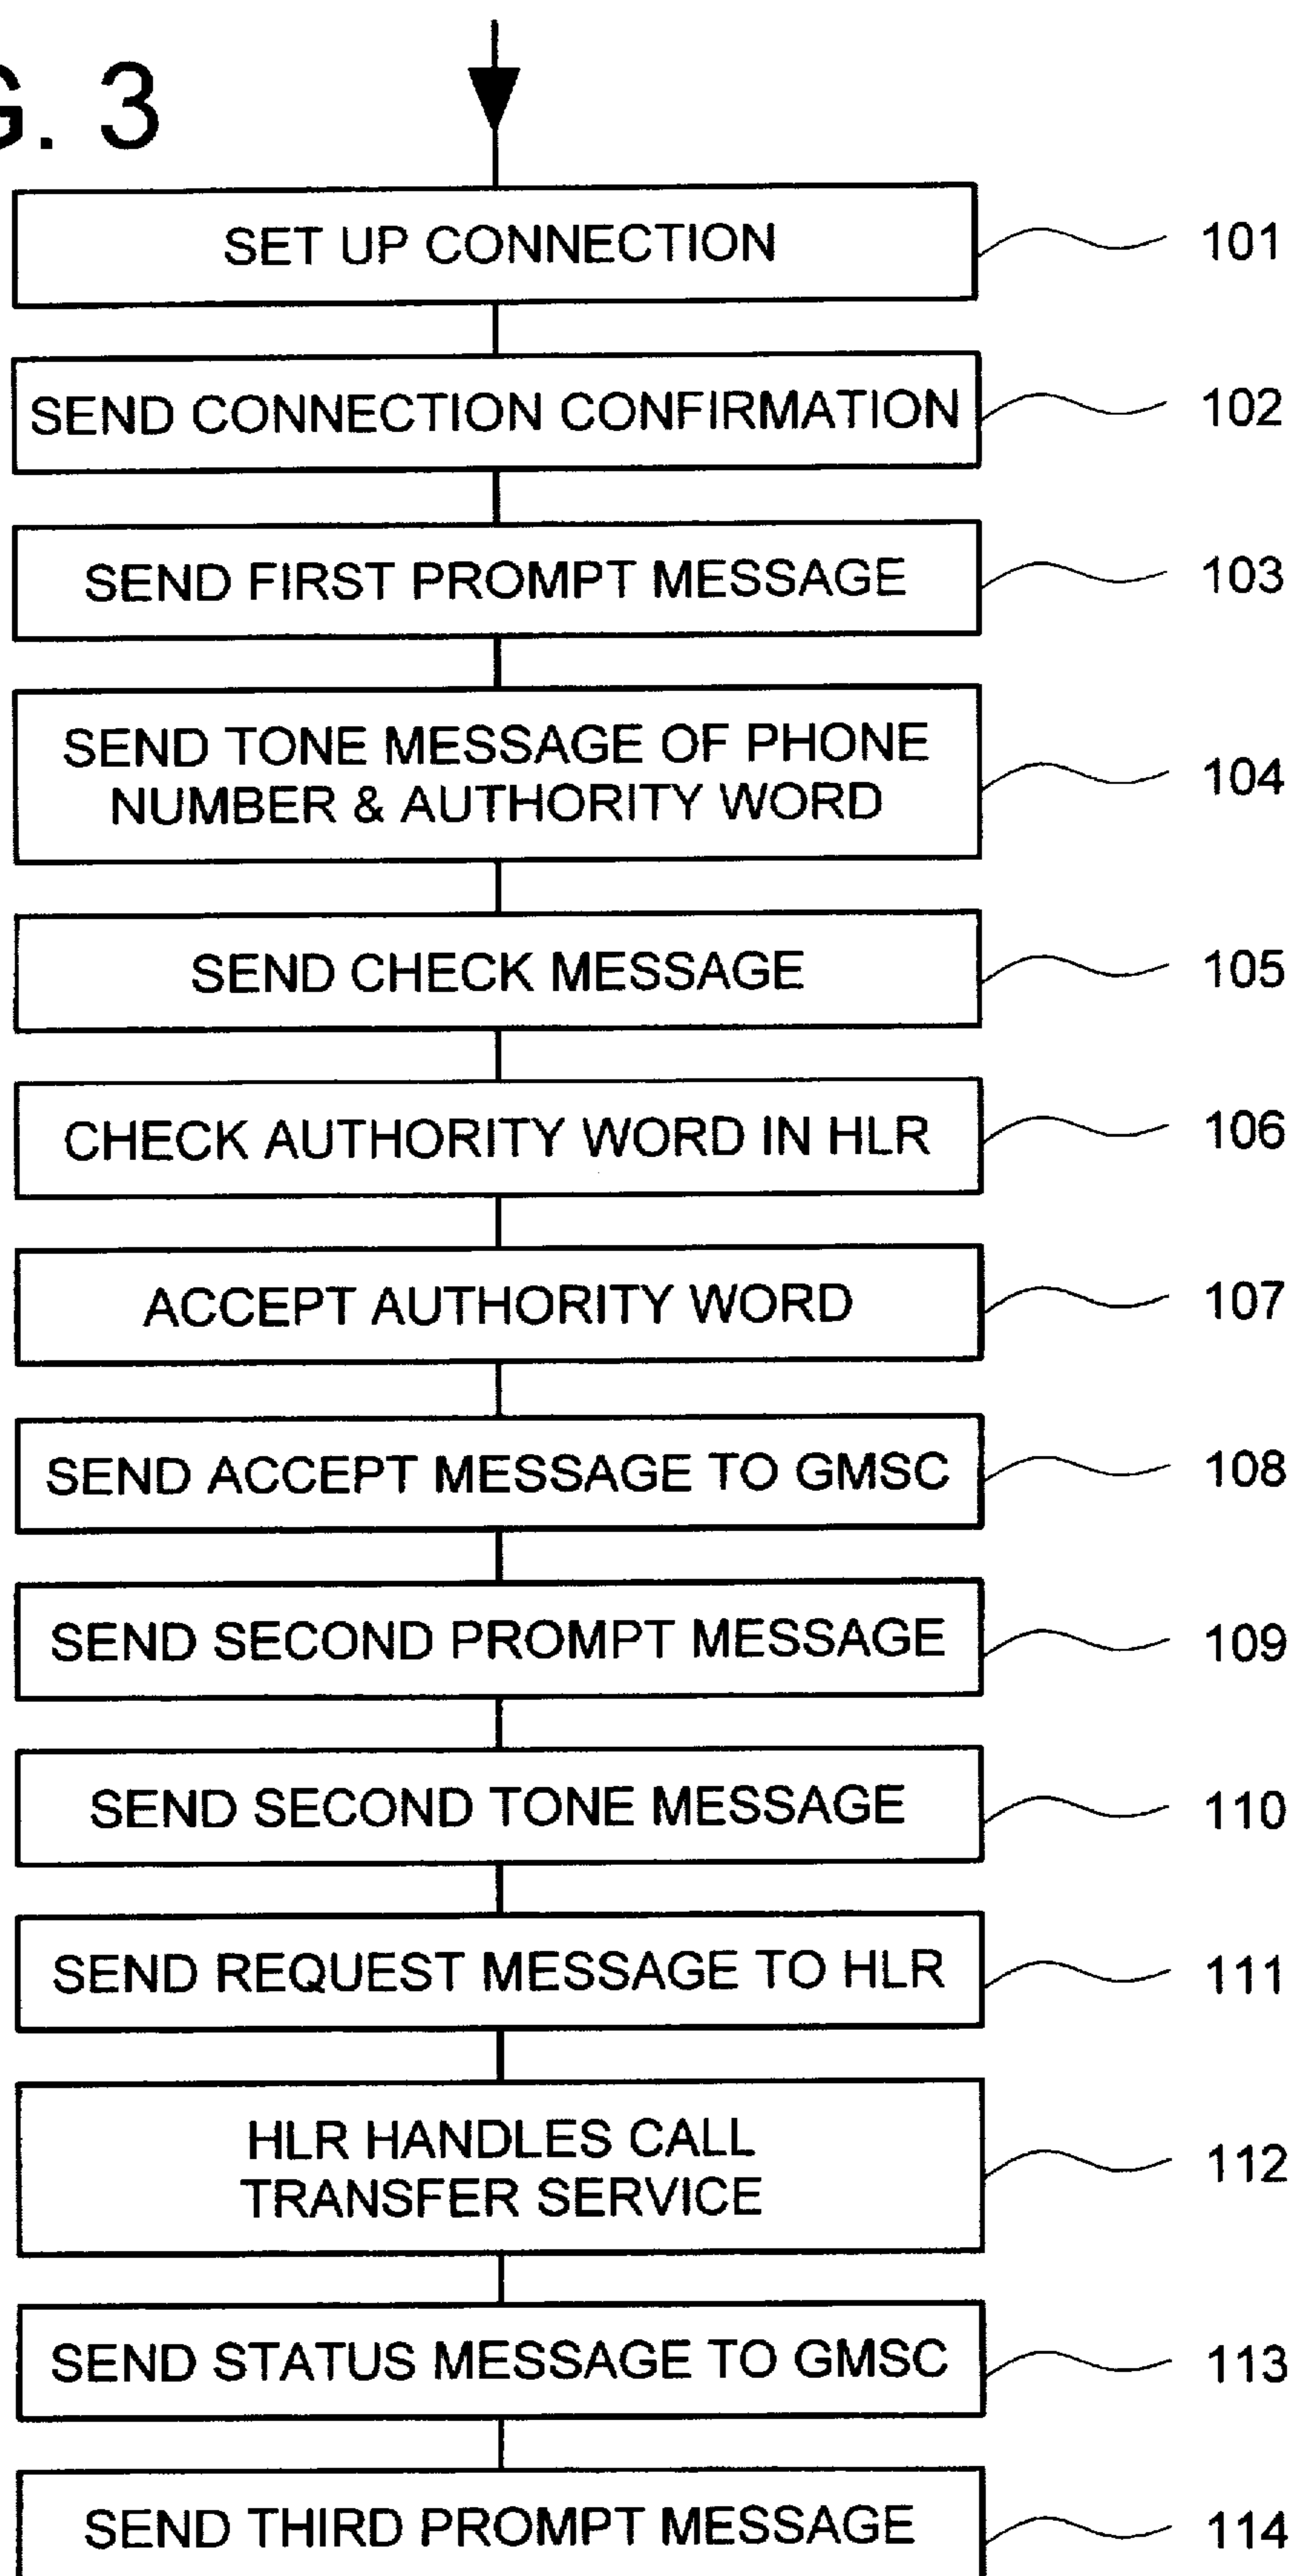 G. 3
SET UP CONNECTION
101
SEND CONNECTION CONFIRMATION
102
SEND FIRST PROMPT MESSAGE
103
SEND TONE MESSAGE OF PHONE
NUMBER & AUTHORITY WORD
104
SEND CHECK MESSAGE
105
CHECK AUTHORITY WORD IN HLR
106
ACCEPT AUTHORITY WORD
107
SEND ACCEPT MESSAGE TO GMSC
108
SEND SECOND PROMPT MESSAGE
109
SEND SECOND TONE MESSAGE
110
SEND REQUEST MESSAGE TO HLR
111
HLR HANDLES CALL
TRANSFER SERVICE
112
SEND STATUS MESSAGE TO GMSC
113
SEND THIRD PROMPT MESSAGE
114